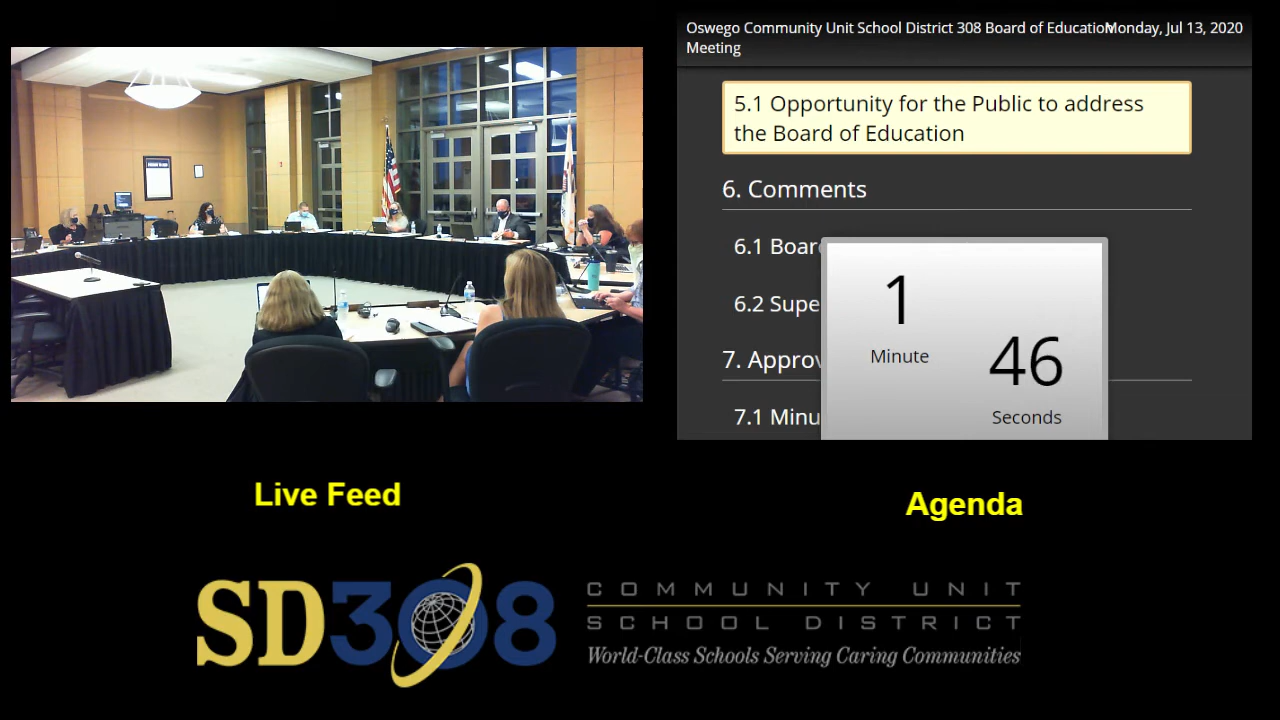 Oswego Community Unit School District 308 Board of Education
Meeting
Monday, Jul 13, 2020
5.1 Opportunity for the Public to address
the Board of Education
6. Comments
6.1 Board
6.2 Supe
7. Approv
7.1 Minu
1
Minute
46
Seconds
Live Feed
Agenda
SD308
COMMUNITY UNIT
SCHOOL DISTRICT
World-Class Schools Serving Caring Communities